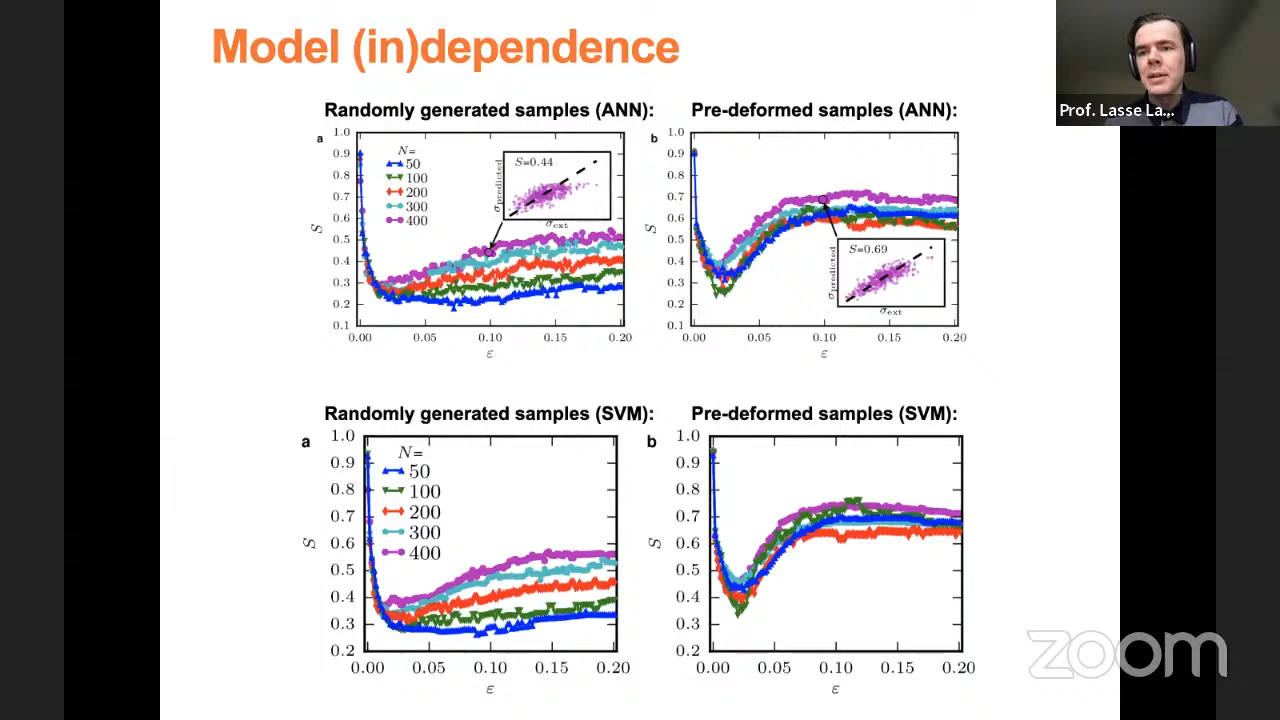 Model (in)dependence
Prof. Lasse La...
Randomly generated samples (ANN):
Pre-deformed samples (ANN):
a
1.0
0.9
0.8
0.7
0.6
0.5
0.4
0.3
0.2
0.1
S
N=
50
100
200
300
400
S=0.44
σpredicted
σext
0.00 0.05 0.10 0.15 0.20
ε
b
1.0
0.9
0.8
0.7
0.6
0.5
0.4
0.3
0.2
0.1
S
S=0.69
σpredicted
σext
0.00 0.05 0.10 0.15 0.20
ε
Randomly generated samples (SVM):
Pre-deformed samples (SVM):
a
1.0
0.9
0.8
0.7
0.6
0.5
0.4
0.3
0.2
S
N=
50
100
200
300
400
0.00 0.05 0.10 0.15 0.20
ε
b
1.0
0.9
0.8
0.7
0.6
0.5
0.4
0.3
0.2
S
0.00 0.05 0.10 0.15 0.20
ε
zoom